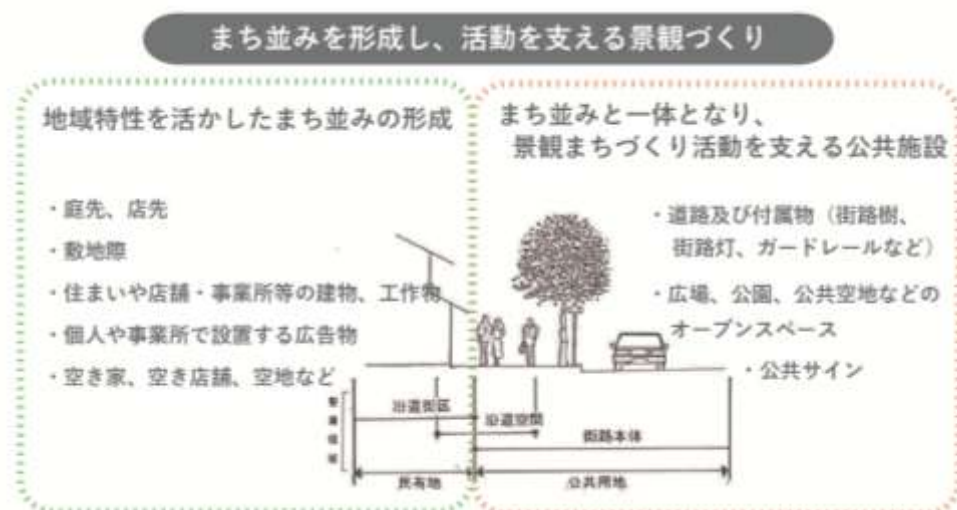 まち並みを形成し、活動を支える景観づくり
地域特性を活かしたまち並みの形成
・庭先、店先
・敷地際
・住まいや店舗・事業所等の建物、工作物
・個人や事業所で設置する広告物
・空き家、空き店舗、空地など
まち並みと一体となり、
景観まちづくり活動を支える公共施設
・道路及び付属物（街路樹、
街路灯、ガードレールなど）
・広場、公園、公共空地などの
オープンスペース
・公共サイン
沿道街区
沿道空間
街路本体
民有地
公共用地